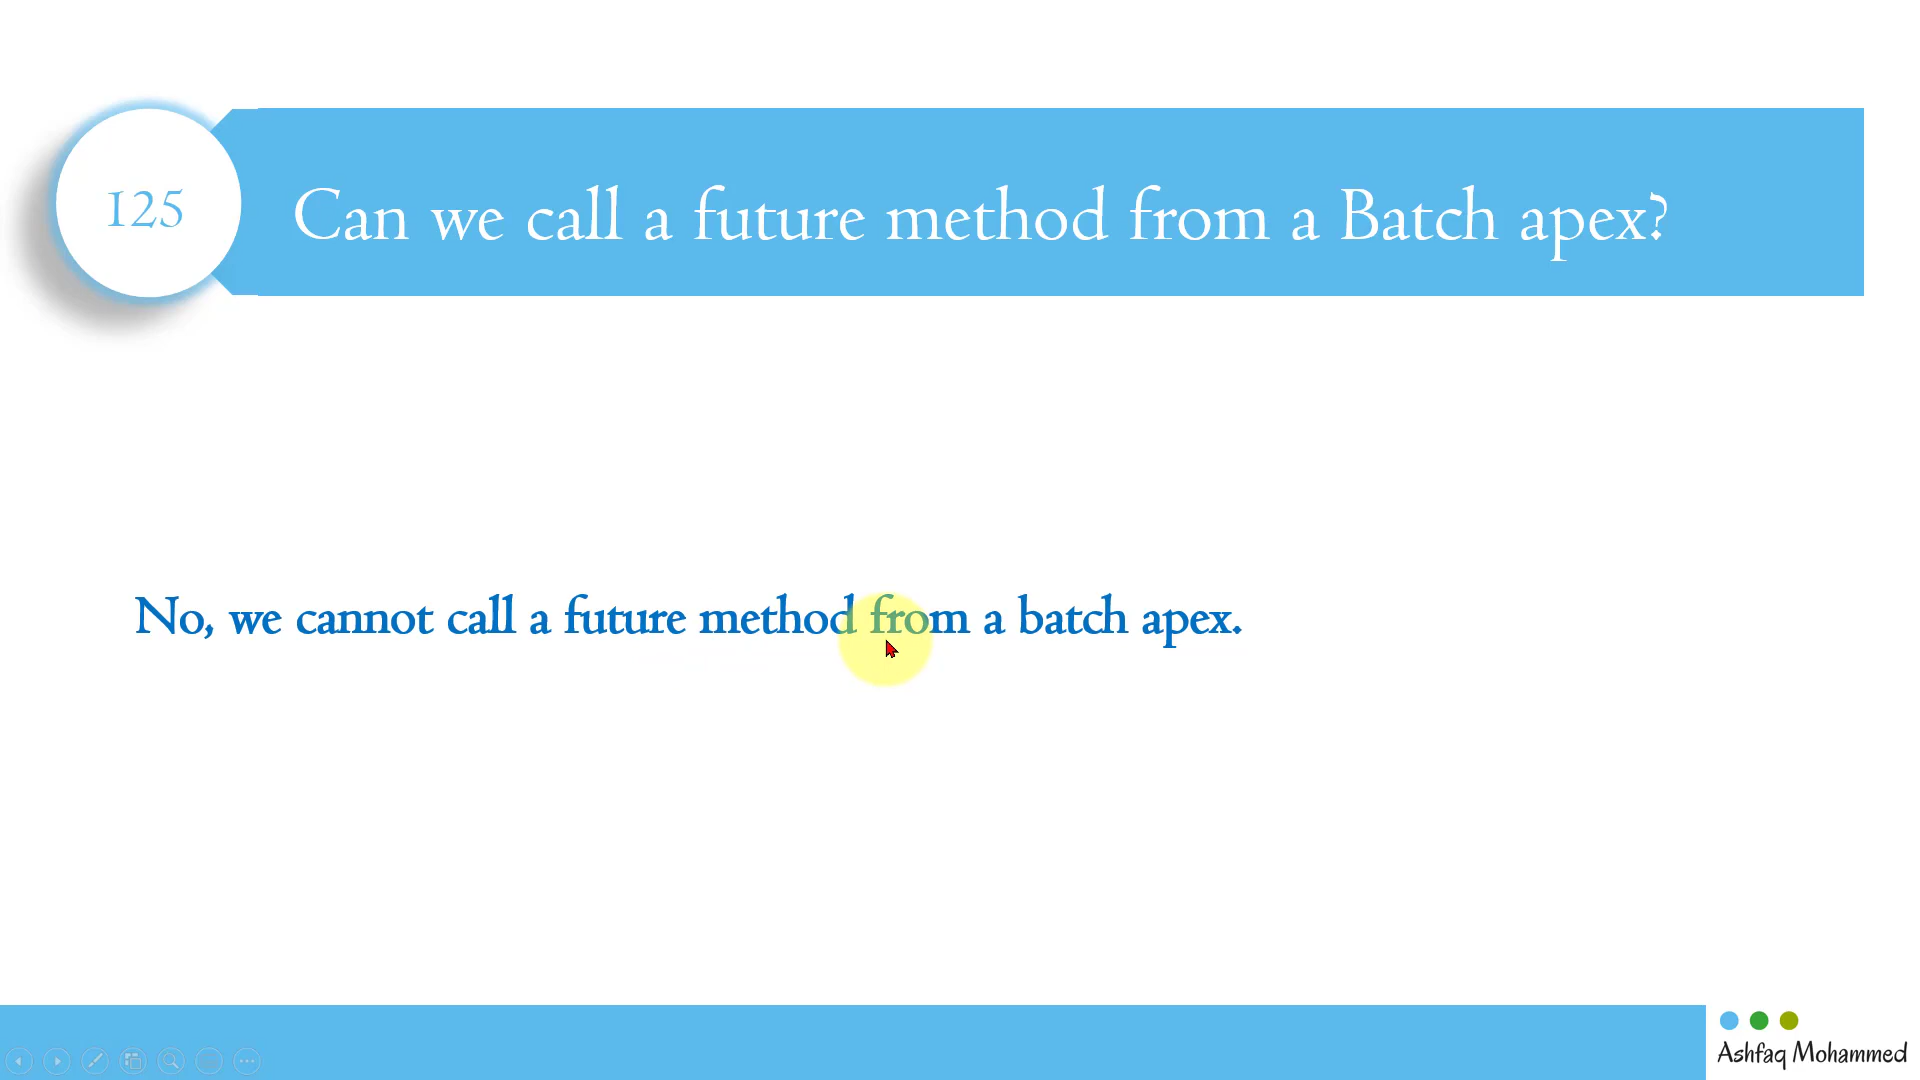 125
Can we call a future method from a Batch apex?
No, we cannot call a future method from a batch apex.
Ashfaq Mohammed